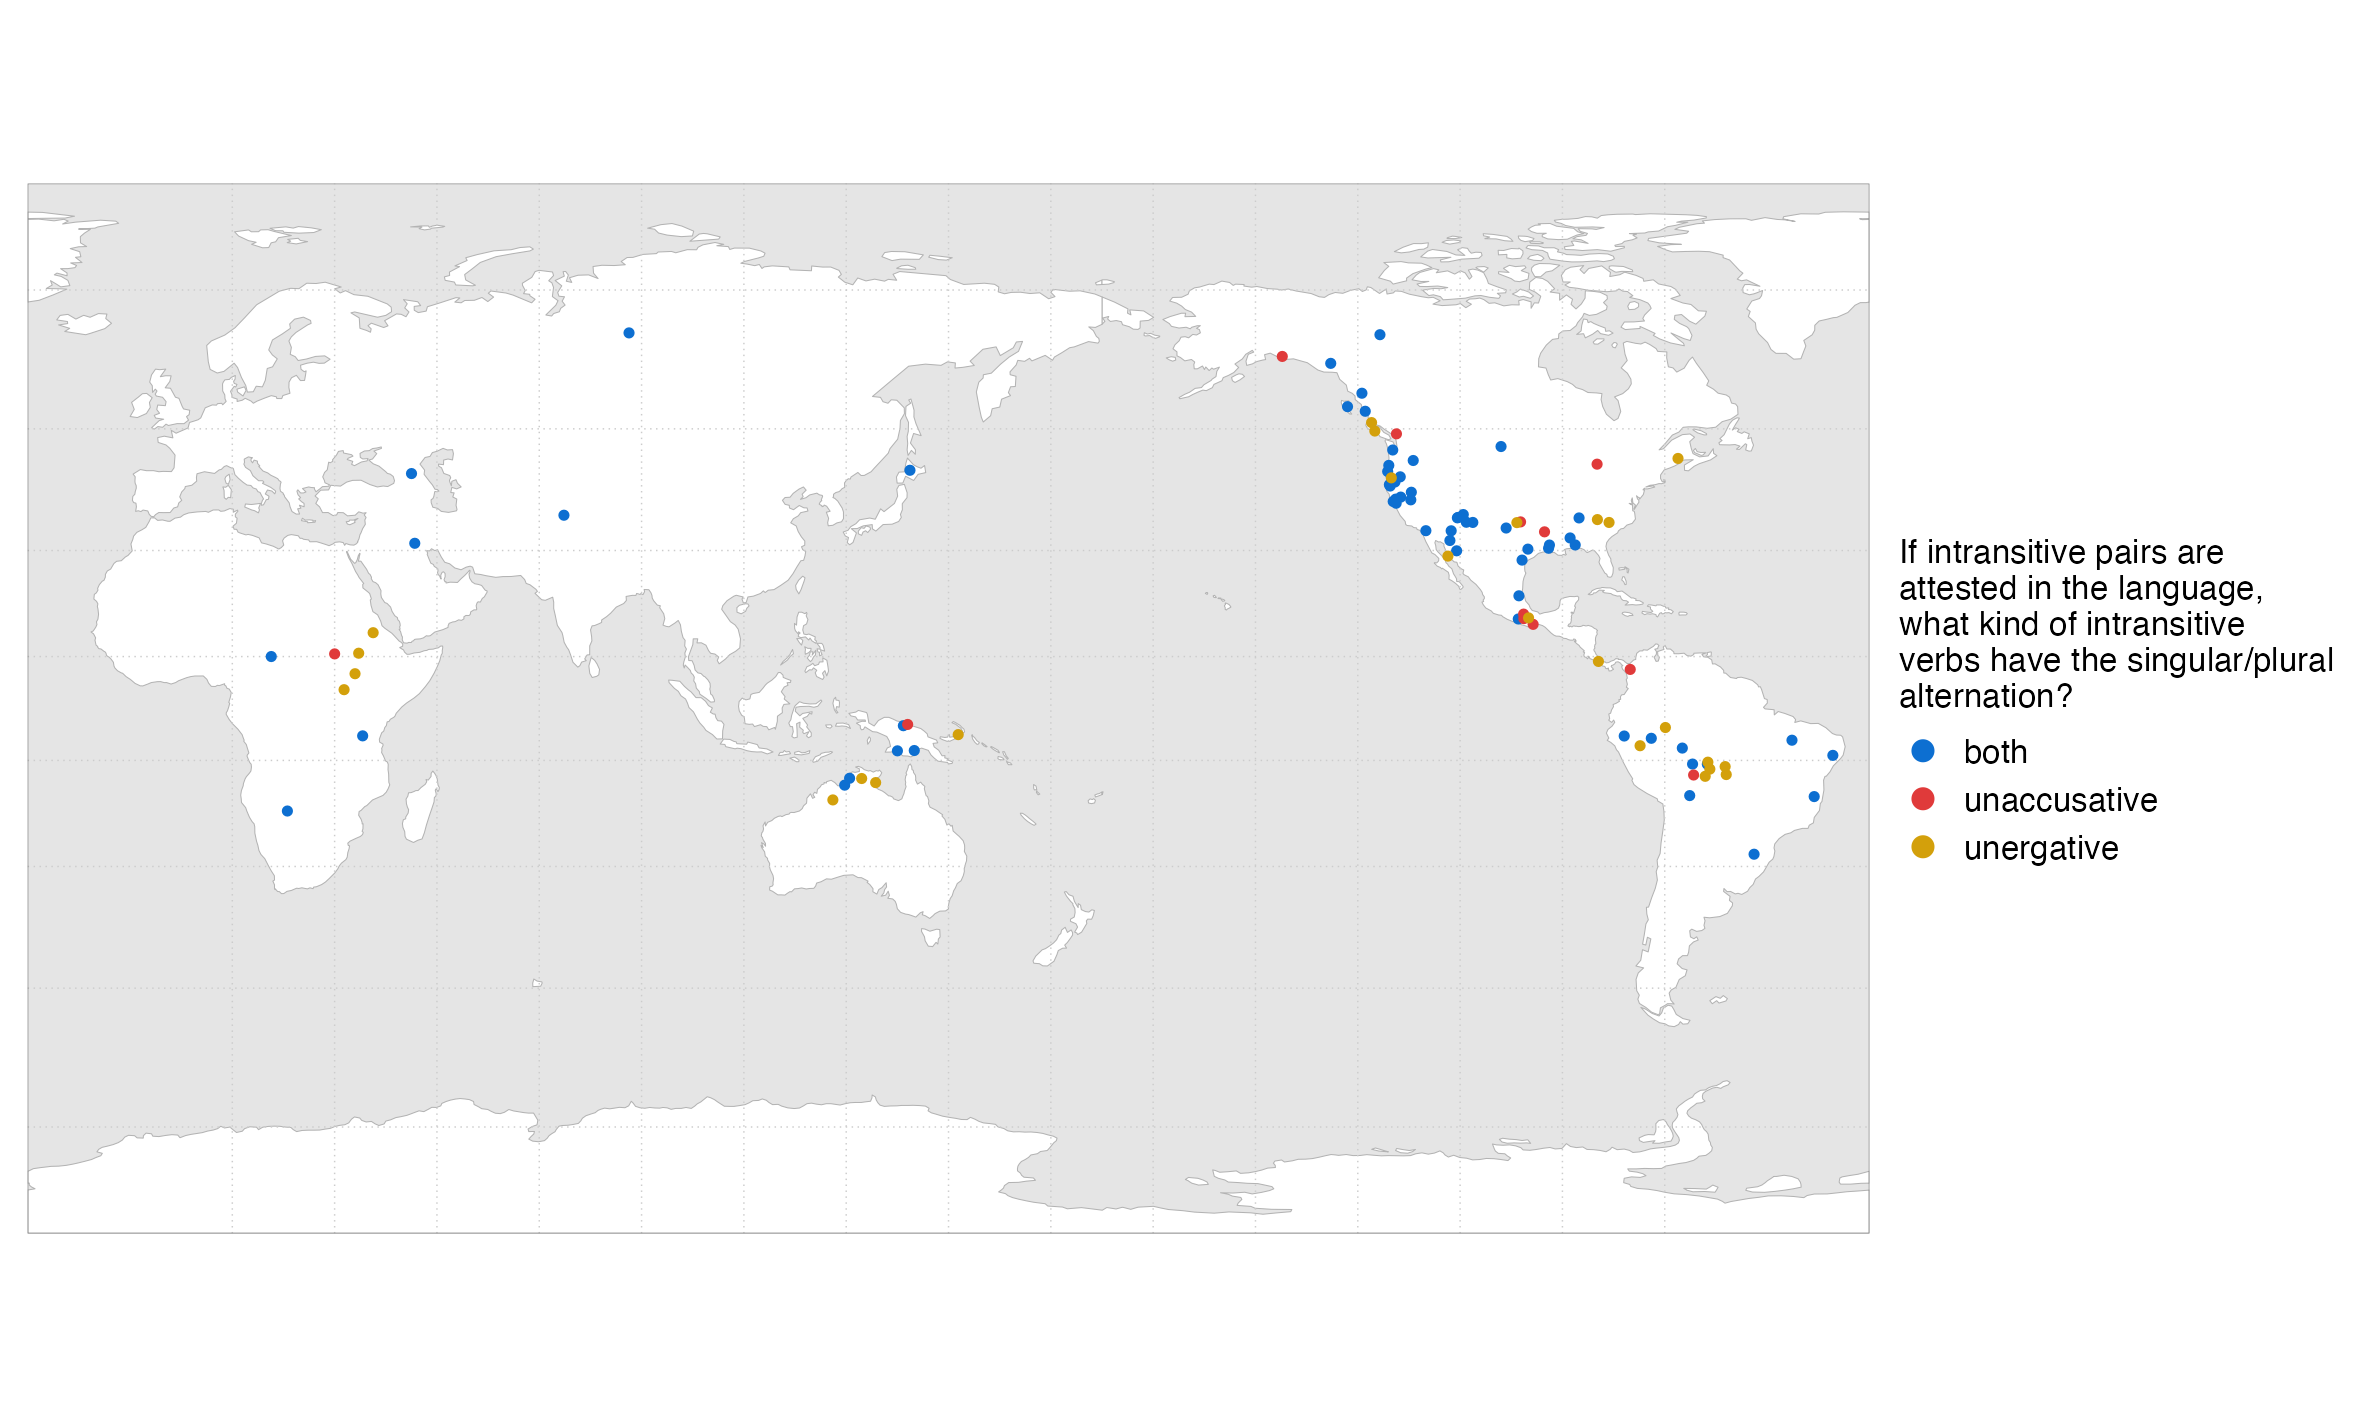 If intransitive pairs are
attested in the language,
what kind of intransitive
verbs have the singular/plural
alternation?
both
unaccusative
unergative